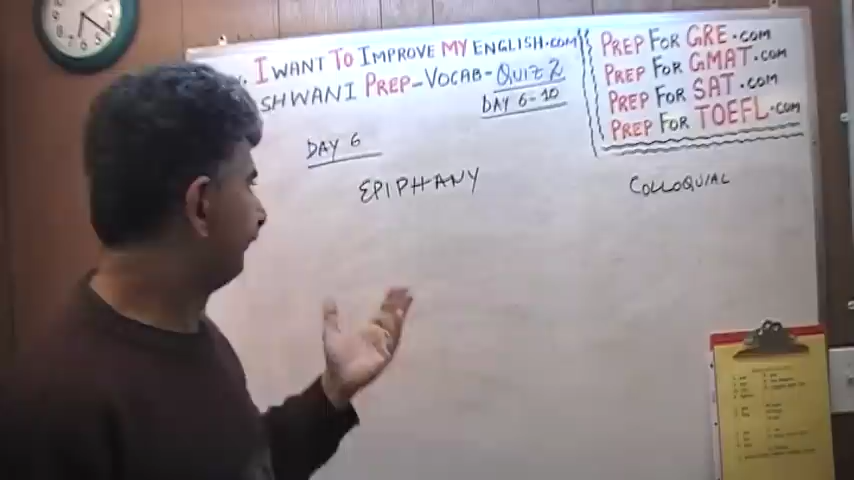 I WANT TO IMPROVE MY ENGLISH.COM
SHWANI PREP-VOCAB-QUIZ 2
DAY 6-10
PREP FOR GRE.COM
PREP FOR GMAT.COM
PREP FOR SAT.COM
PREP FOR TOEFL.COM
DAY 6
EPIPHANY
COLLOQUIAL